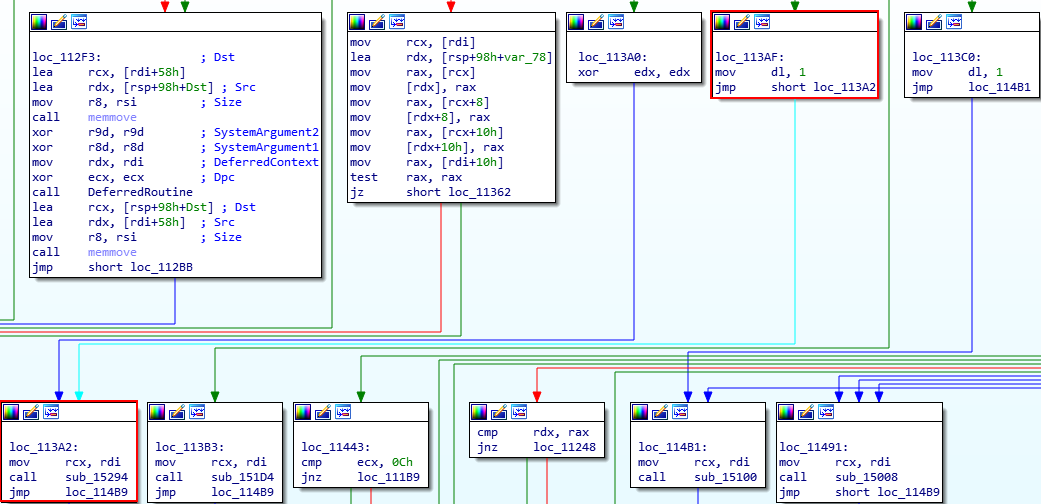 loc_112F3: ; Dst
lea rcx, [rdi+58h]
lea rdx, [rsp+98h+Dst] ; Src
mov r8, rsi ; Size
call memmove
xor r9d, r9d ; SystemArgument2
xor r8d, r8d ; SystemArgument1
mov rdx, rdi ; DeferredContext
xor ecx, ecx ; Dpc
call DeferredRoutine
lea rcx, [rsp+98h+Dst] ; Dst
lea rdx, [rdi+58h] ; Src
mov r8, rsi ; Size
call memmove
jmp short loc_112BB
mov rcx, [rdi]
lea rdx, [rsp+98h+var_78]
mov rax, [rcx]
mov [rdx], rax
mov rax, [rcx+8]
mov [rdx+8], rax
mov rax, [rcx+10h]
mov [rdx+10h], rax
mov rax, [rdi+10h]
test rax, rax
jz short loc_11362
loc_113A0:
xor edx, edx
loc_113AF:
mov dl, 1
jmp short loc_113A2
loc_113C0:
mov dl, 1
jmp loc_114B1
loc_113A2:
mov rcx, rdi
call sub_15294
jmp loc_114B9
loc_113B3:
mov rcx, rdi
call sub_151D4
jmp loc_114B9
loc_11443:
cmp ecx, 0Ch
jnz loc_111B9
cmp rdx, rax
jnz loc_11248
loc_114B1:
mov rcx, rdi
call sub_15100
loc_11491:
mov rcx, rdi
call sub_15008
jmp short loc_114B9